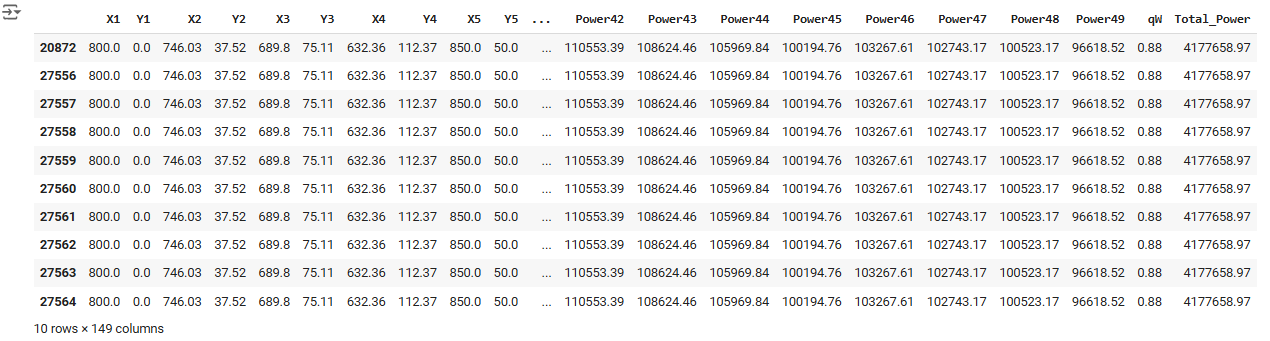 X1 Y1 X2 Y2 X3 Y3 X4 Y4 X5 Y5 ... Power42 Power43 Power44 Power45 Power46 Power47 Power48 Power49 qW Total_Power
20872 800.0 0.0 746.03 37.52 689.8 75.11 632.36 112.37 850.0 50.0 ... 110553.39 108624.46 105969.84 100194.76 103267.61 102743.17 100523.17 96618.52 0.88 4177658.97
27556 800.0 0.0 746.03 37.52 689.8 75.11 632.36 112.37 850.0 50.0 ... 110553.39 108624.46 105969.84 100194.76 103267.61 102743.17 100523.17 96618.52 0.88 4177658.97
27557 800.0 0.0 746.03 37.52 689.8 75.11 632.36 112.37 850.0 50.0 ... 110553.39 108624.46 105969.84 100194.76 103267.61 102743.17 100523.17 96618.52 0.88 4177658.97
27558 800.0 0.0 746.03 37.52 689.8 75.11 632.36 112.37 850.0 50.0 ... 110553.39 108624.46 105969.84 100194.76 103267.61 102743.17 100523.17 96618.52 0.88 4177658.97
27559 800.0 0.0 746.03 37.52 689.8 75.11 632.36 112.37 850.0 50.0 ... 110553.39 108624.46 105969.84 100194.76 103267.61 102743.17 100523.17 96618.52 0.88 4177658.97
27560 800.0 0.0 746.03 37.52 689.8 75.11 632.36 112.37 850.0 50.0 ... 110553.39 108624.46 105969.84 100194.76 103267.61 102743.17 100523.17 96618.52 0.88 4177658.97
27561 800.0 0.0 746.03 37.52 689.8 75.11 632.36 112.37 850.0 50.0 ... 110553.39 108624.46 105969.84 100194.76 103267.61 102743.17 100523.17 96618.52 0.88 4177658.97
27562 800.0 0.0 746.03 37.52 689.8 75.11 632.36 112.37 850.0 50.0 ... 110553.39 108624.46 105969.84 100194.76 103267.61 102743.17 100523.17 96618.52 0.88 4177658.97
27563 800.0 0.0 746.03 37.52 689.8 75.11 632.36 112.37 850.0 50.0 ... 110553.39 108624.46 105969.84 100194.76 103267.61 102743.17 100523.17 96618.52 0.88 4177658.97
27564 800.0 0.0 746.03 37.52 689.8 75.11 632.36 112.37 850.0 50.0 ... 110553.39 108624.46 105969.84 100194.76 103267.61 102743.17 100523.17 96618.52 0.88 4177658.97
10 rows × 149 columns